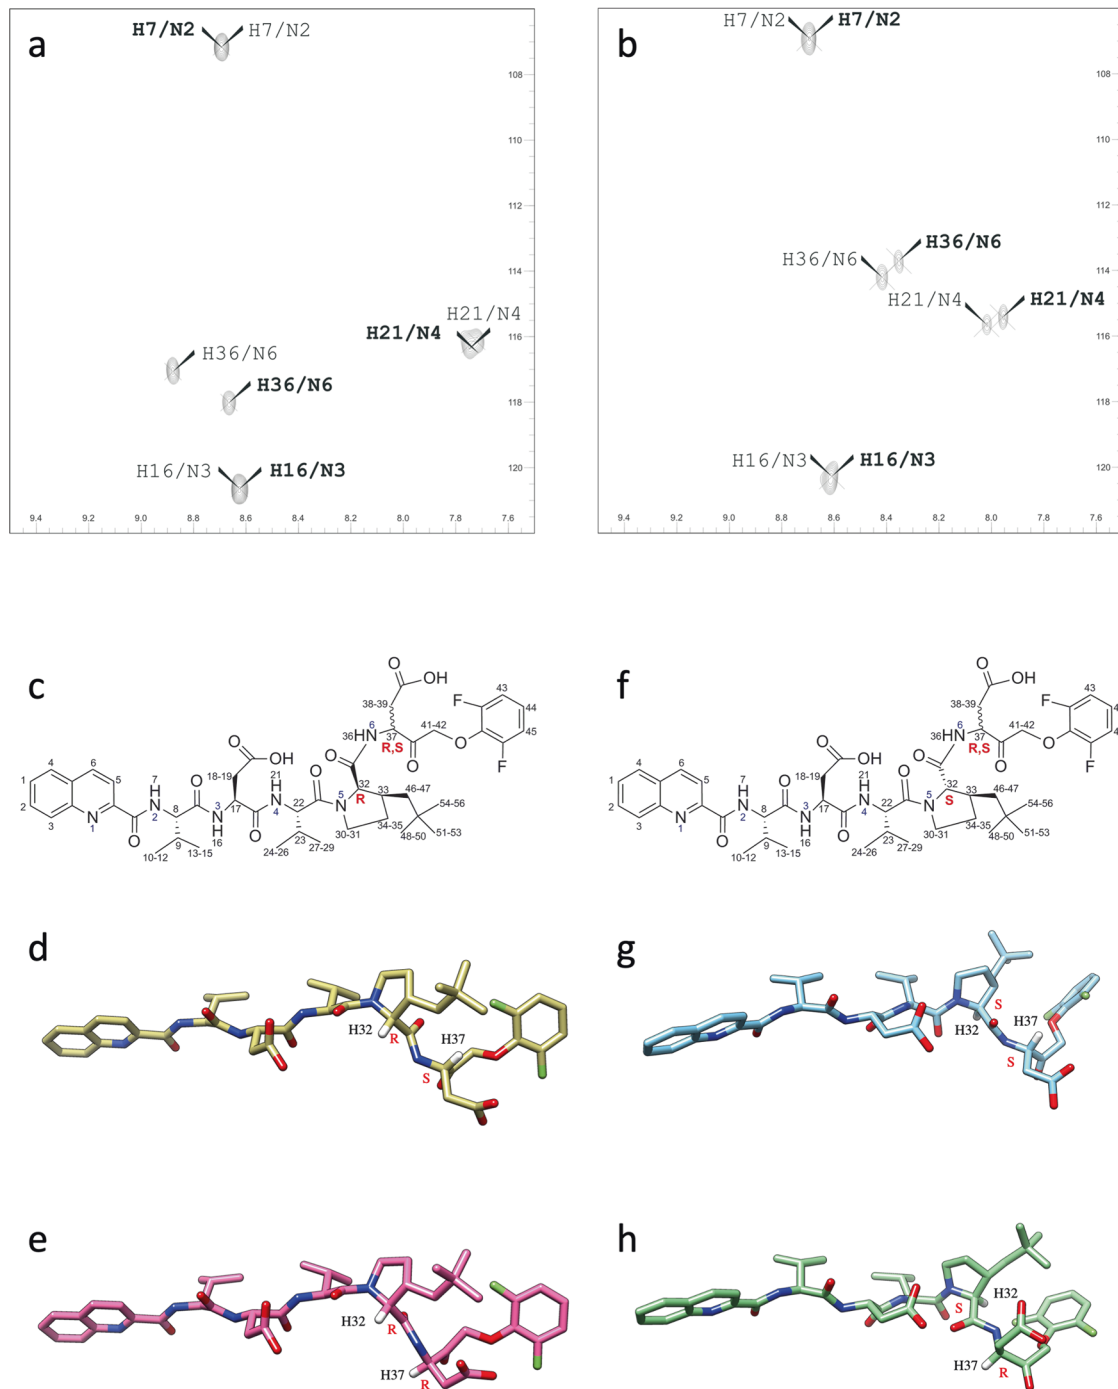 a
H7/N2 H7/N2
108
110
112
114
H21/N4
116
H21/N4
H36/N6
H36/N6
118
H16/N3 H16/N3
120
9.4 9.2 9.0 8.8 8.6 8.4 8.2 8.0 7.8 7.6
b
H7/N2 H7/N2
108
110
112
H36/N6
H36/N6
114
H21/N4 H21/N4
116
118
H16/N3 H16/N3
120
9.4 9.2 9.0 8.8 8.6 8.4 8.2 8.0 7.8 7.6
c
O
OH
F
43
38-39
44
6
41-42
36 HN
37
O
45
R,S
O
F
4
6
O
OH
O
21
32
1
5
7
18-19
O
O
H
R
33
46-47
H
H
5
N
22
N
N
8
N
4
54-56
2
3
N
1
2
3
O
N
O
23
34-35
51-53
O
9
H
30-31
48-50
16
24-26
27-29
10-12
13-15
f
O
OH
F
43
38-39
4
6
41-42
36 HN
37
O
4
R,S
O
F
4
6
O
OH
O
21
32
1
5
7
18-19
O
O
H
S
33
46-47
H
H
5
N
22
N
N
8
N
4
54-56
2
3
N
1
2
3
O
N
O
23
34-35
51-53
O
9
H
30-31
48-50
16
24-26
27-29
10-12
13-15
d
H32
R
H37
S
g
S
H32
H37
S
e
H32
R
H37
R
h
H32
S
H37
R